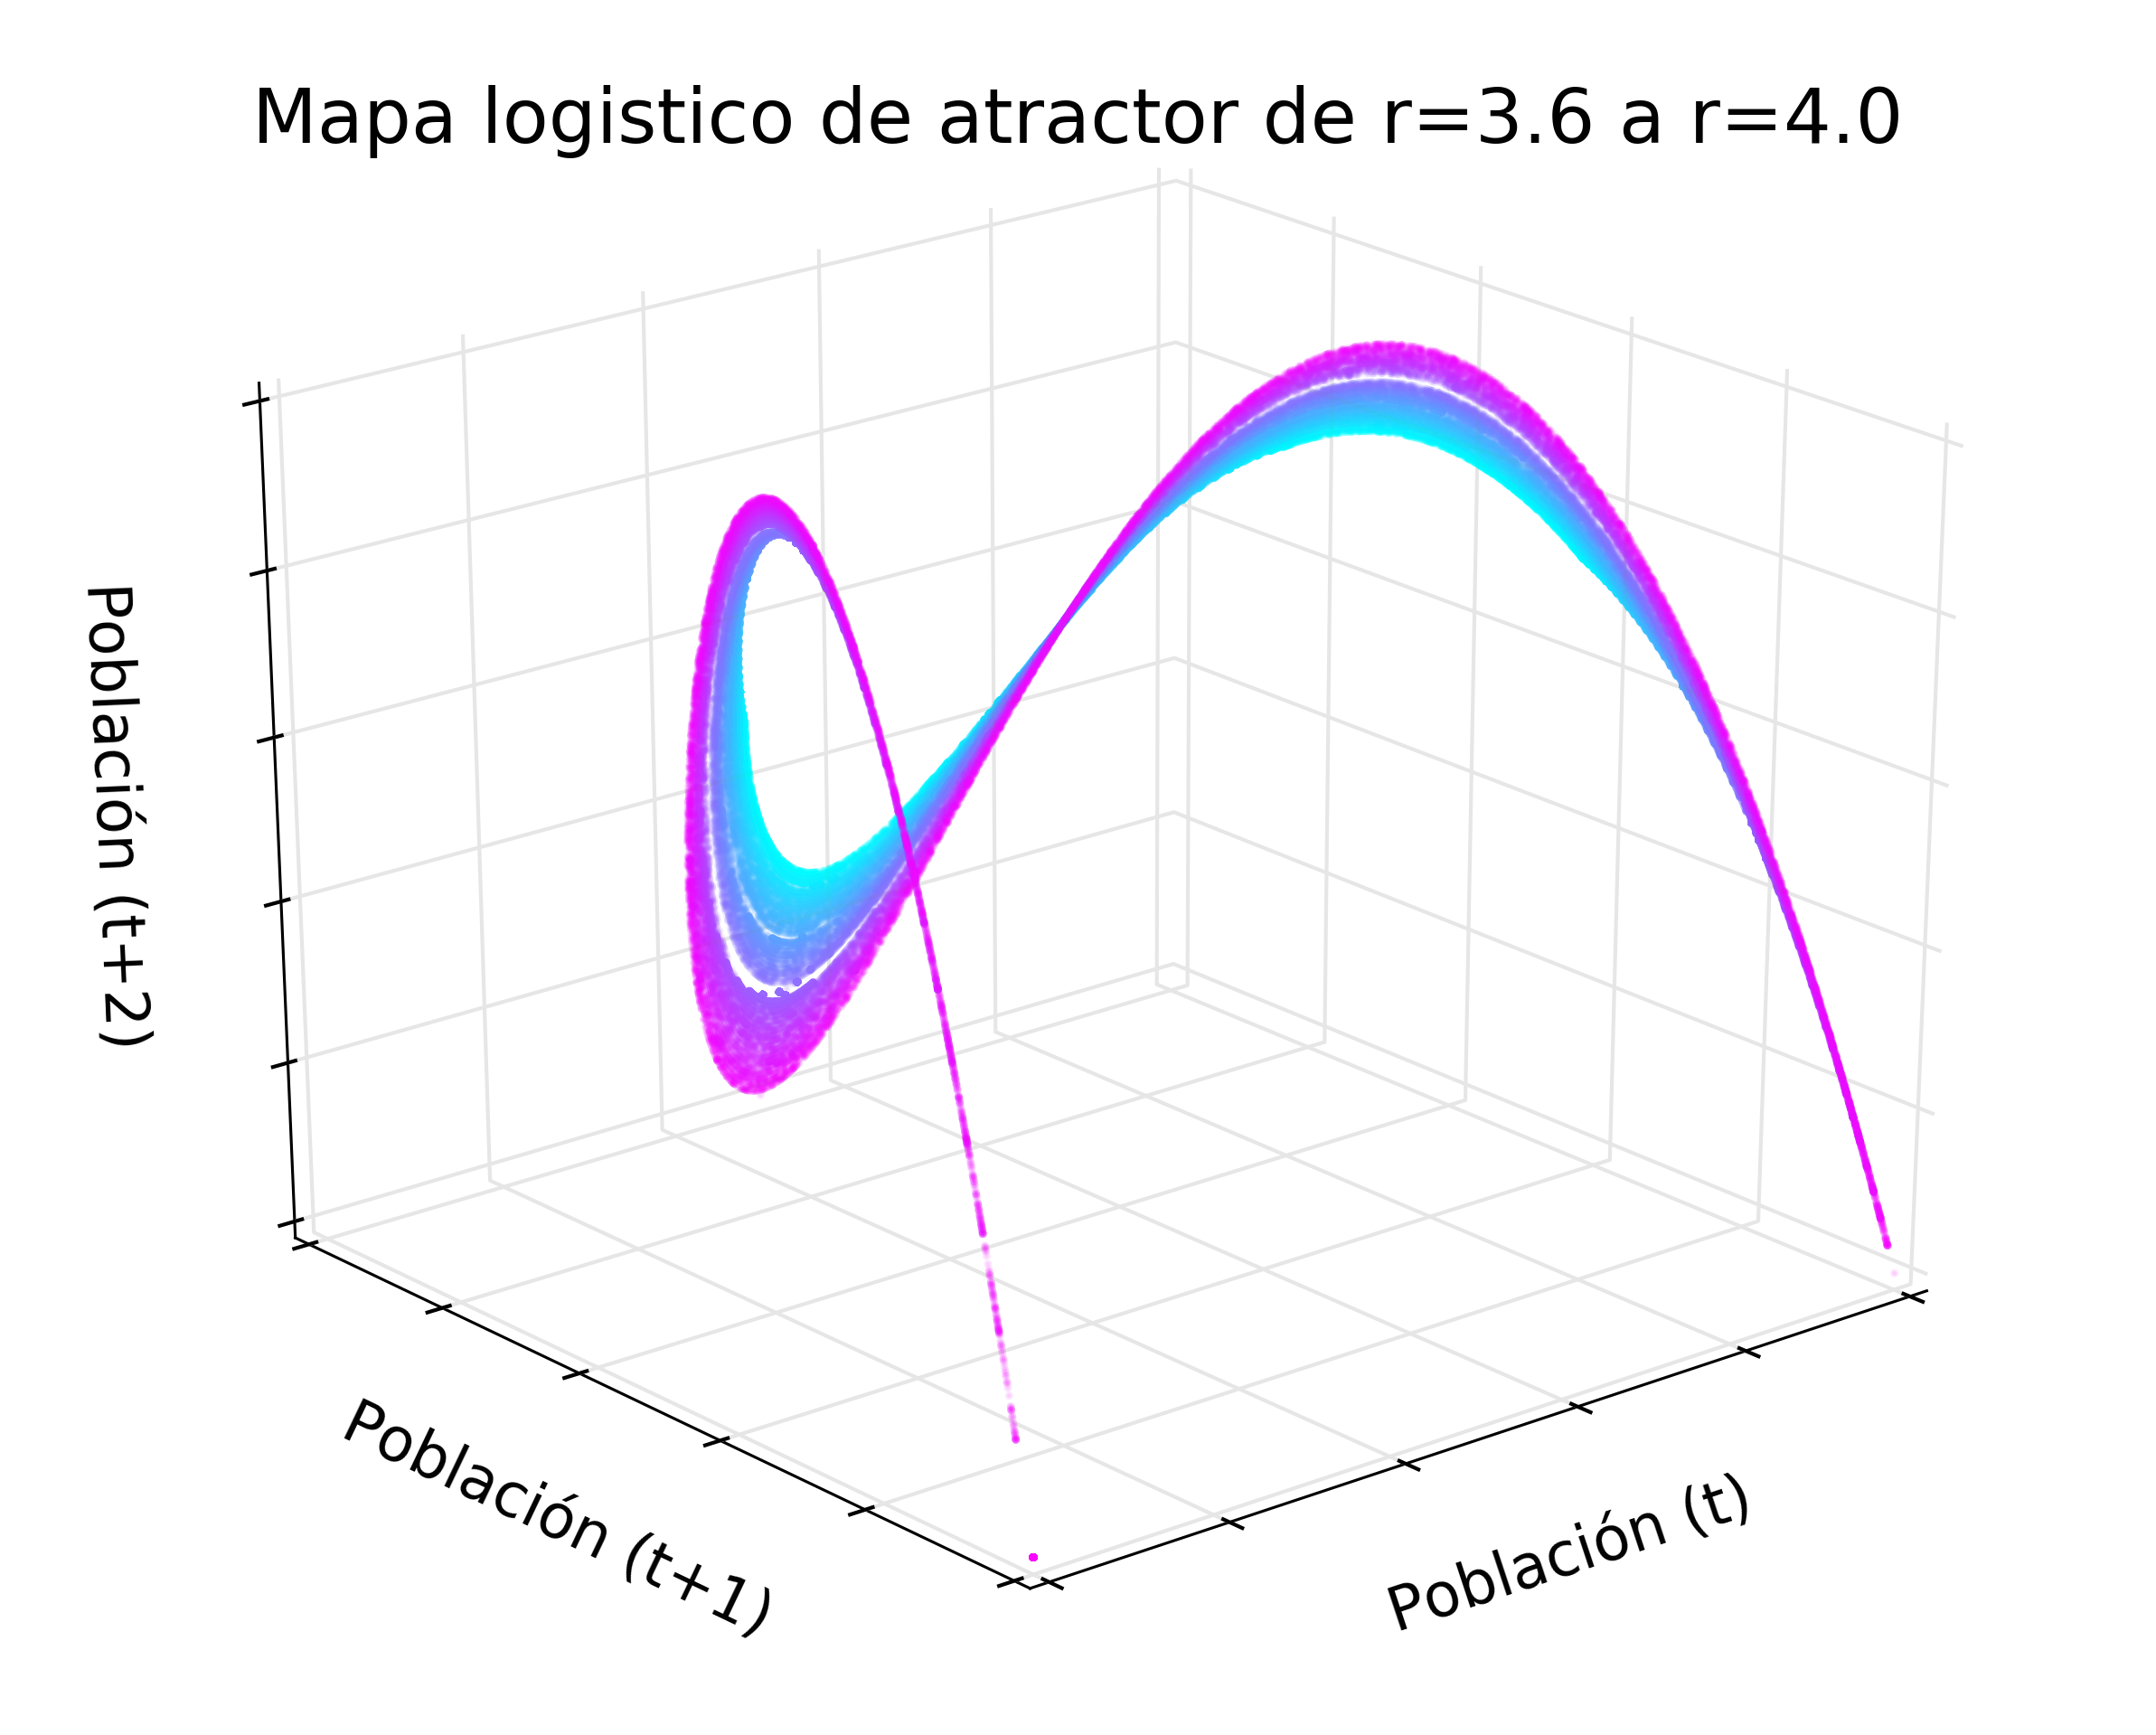 Mapa logistico de atractor de r=3.6 a r=4.0
Población (t+2)
Población (t+1)
Población (t)